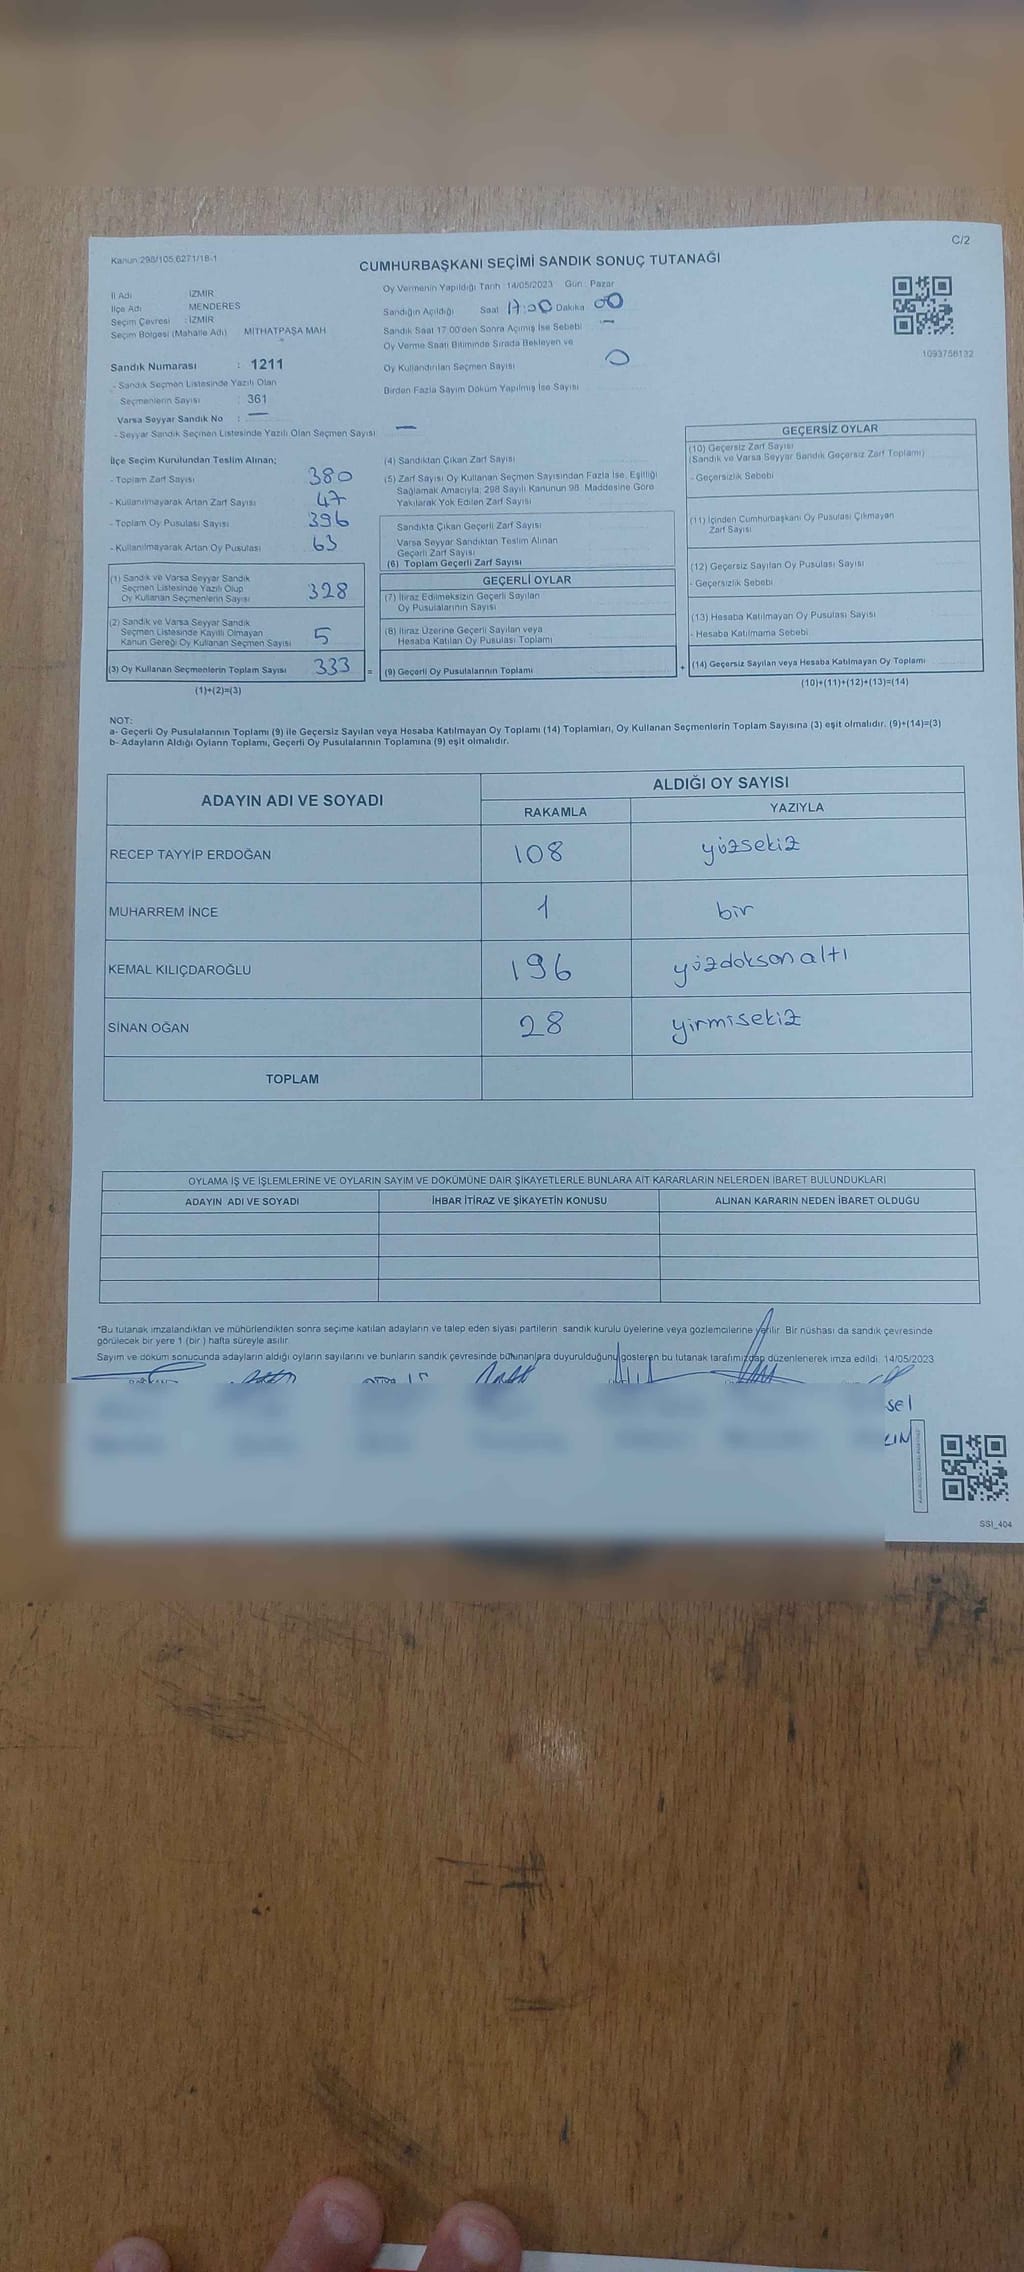 C/2
Kanun 298/105,6271/18-1
CUMHURBAŞKANI SEÇİMİ SANDIK SONUÇ TUTANAĞI
İl Adı : İZMİR
İlçe Adı MENDERES
Seçim Çevresi : İZMİR
Seçim Bölgesi (Mahalle Adı) MİTHATPAŞA MAH
Sandık Numarası : 1211
- Sandık Seçmen Listesinde Yazılı Olan
Seçmenlerin Sayısı : 361
Varsa Seyyar Sandık No : —
- Seyyar Sandık Seçmen Listesinde Yazılı Olan Seçmen Sayısı —
Oy Vermenin Yapıldığı Tarih : 14/05/2023 Gün : Pazar
Sandığın Açıldığı Saat 17:00 Dakika 00
Sandık Saat 17.00'den Sonra Açımış İse Sebebi —
Oy Verme Saati Bitiminde Sırada Bekleyen ve
Oy Kullandırılan Seçmen Sayısı 0
Birden Fazla Sayım Döküm Yapılmış İse Sayısı
1093758132
İlçe Seçim Kurulundan Teslim Alınan;
- Toplam Zarf Sayısı 380
- Kullanılmayarak Artan Zarf Sayısı 47
- Toplam Oy Pusulası Sayısı 396
- Kullanılmayarak Artan Oy Pusulası 63
(1) Sandık ve Varsa Seyyar Sandık
Seçmen Listesinde Yazılı Olup
Oy Kullanan Seçmenlerin Sayısı 328
(2) Sandık ve Varsa Seyyar Sandık
Seçmen Listesinde Kayıtlı Olmayan
Kanun Gereği Oy Kullanan Seçmen Sayısı 5
(3) Oy Kullanan Seçmenlerin Toplam Sayısı 333 =
(1)+(2)=(3)
(4) Sandıktan Çıkan Zarf Sayısı
(5) Zarf Sayısı Oy Kullanan Seçmen Sayısından Fazla İse, Eşitliği
Sağlamak Amacıyla, 298 Sayılı Kanunun 98. Maddesine Göre
Yakılarak Yok Edilen Zarf Sayısı
Sandıkta Çıkan Geçerli Zarf Sayısı
Varsa Seyyar Sandıktan Teslim Alınan
Geçerli Zarf Sayısı
(6) Toplam Geçerli Zarf Sayısı
GEÇERLİ OYLAR
(7) İtiraz Edilmeksizin Geçerli Sayılan
Oy Pusulalarının Sayısı
(8) İtiraz Üzerine Geçerli Sayılan veya
Hesaba Katılan Oy Pusulası Toplamı
(9) Geçerli Oy Pusulalarının Toplamı +
GEÇERSİZ OYLAR
(10) Geçersiz Zarf Sayısı
(Sandık ve Varsa Seyyar Sandık Geçersiz Zarf Toplamı)
- Geçersizlik Sebebi
(11) İçinden Cumhurbaşkanı Oy Pusulası Çıkmayan
Zarf Sayısı
(12) Geçersiz Sayılan Oy Pusulası Sayısı
- Geçersizlik Sebebi
(13) Hesaba Katılmayan Oy Pusulası Sayısı
- Hesaba Katılmama Sebebi
(14) Geçersiz Sayılan veya Hesaba Katılmayan Oy Toplamı
(10)+(11)+(12)+(13)=(14)
NOT:
a- Geçerli Oy Pusulalarının Toplamı (9) ile Geçersiz Sayılan veya Hesaba Katılmayan Oy Toplamı (14) Toplamları, Oy Kullanan Seçmenlerin Toplam Sayısına (3) eşit olmalıdır. (9)+(14)=(3)
b- Adayların Aldığı Oyların Toplamı, Geçerli Oy Pusulalarının Toplamına (9) eşit olmalıdır.
ADAYIN ADI VE SOYADI ALDIĞI OY SAYISI
RAKAMLA YAZIYLA
RECEP TAYYİP ERDOĞAN 108 yüzsekiz
MUHARREM İNCE 1 bir
KEMAL KILIÇDAROĞLU 196 yüzdoksan altı
SİNAN OĞAN 28 yirmisekiz
TOPLAM
OYLAMA İŞ VE İŞLEMLERİNE VE OYLARIN SAYIM VE DÖKÜMÜNE DAİR ŞİKAYETLERLE BUNLARA AİT KARARLARIN NELERDEN İBARET BULUNDUKLARI
ADAYIN ADI VE SOYADI İHBAR İTİRAZ VE ŞİKAYETİN KONUSU ALINAN KARARIN NEDEN İBARET OLDUĞU
*Bu tutanak imzalandıktan ve mühürlendikten sonra seçime katılan adayların ve talep eden siyasi partilerin sandık kurulu üyelerine veya gözlemcilerine verilir. Bir nüshası da sandık çevresinde
görülecek bir yere 1 (bir ) hafta süreyle asılır.
Sayım ve döküm sonucunda adayların aldığı oyların sayılarını ve bunların sandık çevresinde bulunanlara duyurulduğunu gösteren bu tutanak tarafımızdan düzenlenerek imza edildi. 14/05/2023
SSI_404